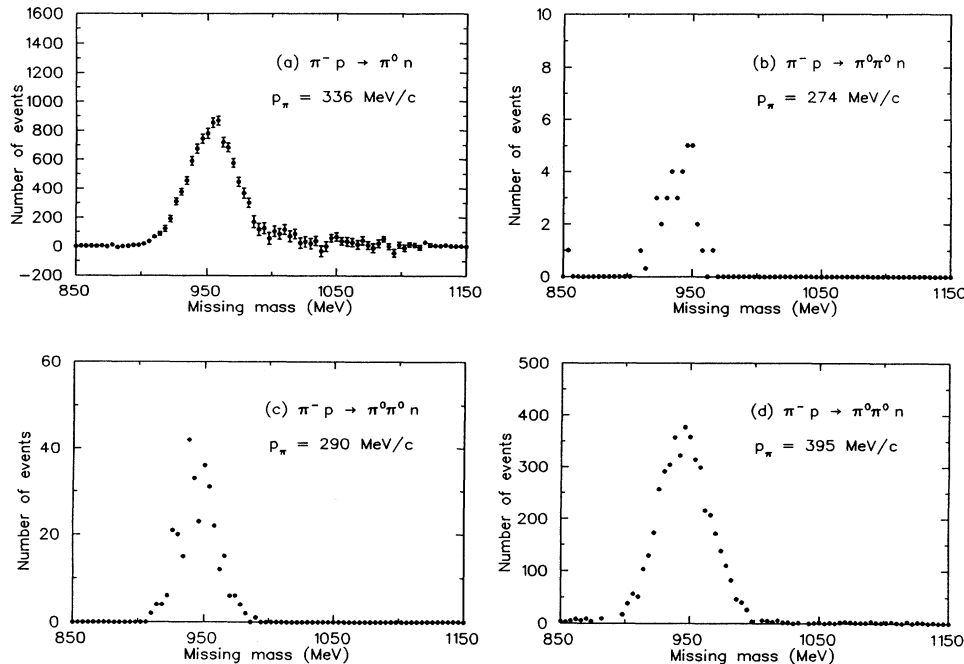 1600
1400
1200
1000
800
600
400
200
0
−200
Number of events
(a) π⁻ p → π⁰ n
p_π = 336 MeV/c
850 950 1050 1150
Missing mass (MeV)
10
8
6
4
2
0
Number of events
(b) π⁻ p → π⁰π⁰ n
p_π = 274 MeV/c
850 950 1050 1150
Missing mass (MeV)
60
40
20
0
Number of events
(c) π⁻ p → π⁰π⁰ n
p_π = 290 MeV/c
850 950 1050 1150
Missing mass (MeV)
500
400
300
200
100
0
Number of events
(d) π⁻ p → π⁰π⁰ n
p_π = 395 MeV/c
850 950 1050 1150
Missing mass (MeV)